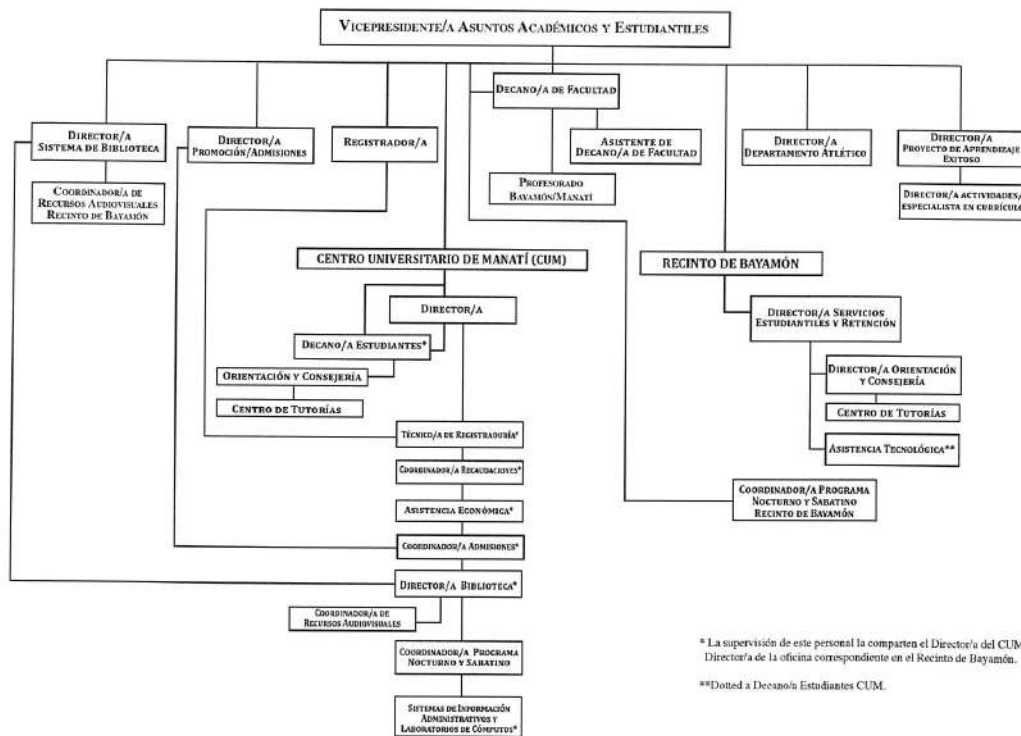 VICEPRESIDENTE/A ASUNTOS ACADÉMICOS Y ESTUDIANTILES
DECANO/A DE FACULTAD
DIRECTOR/A
SISTEMA DE BIBLIOTECA
DIRECTOR/A
PROMOCIÓN/ADMISIONES
REGISTRADOR/A
ASISTENTE DE
DECANO/A DE FACULTAD
DIRECTOR/A
DEPARTAMENTO ATLÉTICO
DIRECTOR/A
PROYECTO DE APRENDIZAJE
EXITOSO
COORDINADOR/A DE
RECURSOS AUDIOVISUALES
RECINTO DE BAYAMÓN
PROFESORADO
BAYAMÓN/MANATÍ
DIRECTOR/A ACTIVIDADES/
ESPECIALISTA EN CURRÍCULO
CENTRO UNIVERSITARIO DE MANATÍ (CUM)
RECINTO DE BAYAMÓN
DIRECTOR/A
DIRECTOR/A SERVICIOS
ESTUDIANTILES Y RETENCIÓN
DECANO/A ESTUDIANTES*
ORIENTACIÓN Y CONSEJERÍA
DIRECTOR/A ORIENTACIÓN
Y CONSEJERÍA
CENTRO DE TUTORÍAS
CENTRO DE TUTORÍAS
TÉCNICO/A DE REGISTRADURÍA*
ASISTENCIA TECNOLÓGICA**
COORDINADOR/A RECAUDACIONES*
COORDINADOR/A PROGRAMA
NOCTURNO Y SABATINO
RECINTO DE BAYAMÓN
ASISTENCIA ECONÓMICA*
COORDINADOR/A ADMISIONES*
DIRECTOR/A BIBLIOTECA*
COORDINADOR/A DE
RECURSOS AUDIOVISUALES
COORDINADOR/A PROGRAMA
NOCTURNO Y SABATINO
SISTEMAS DE INFORMACIÓN
ADMINISTRATIVOS Y
LABORATORIOS DE CÓMPUTOS*
* La supervisión de este personal la comparten el Director/a del CUM
Director/a de la oficina correspondiente en el Recinto de Bayamón.
**Dotted a Decano/a Estudiantes CUM.